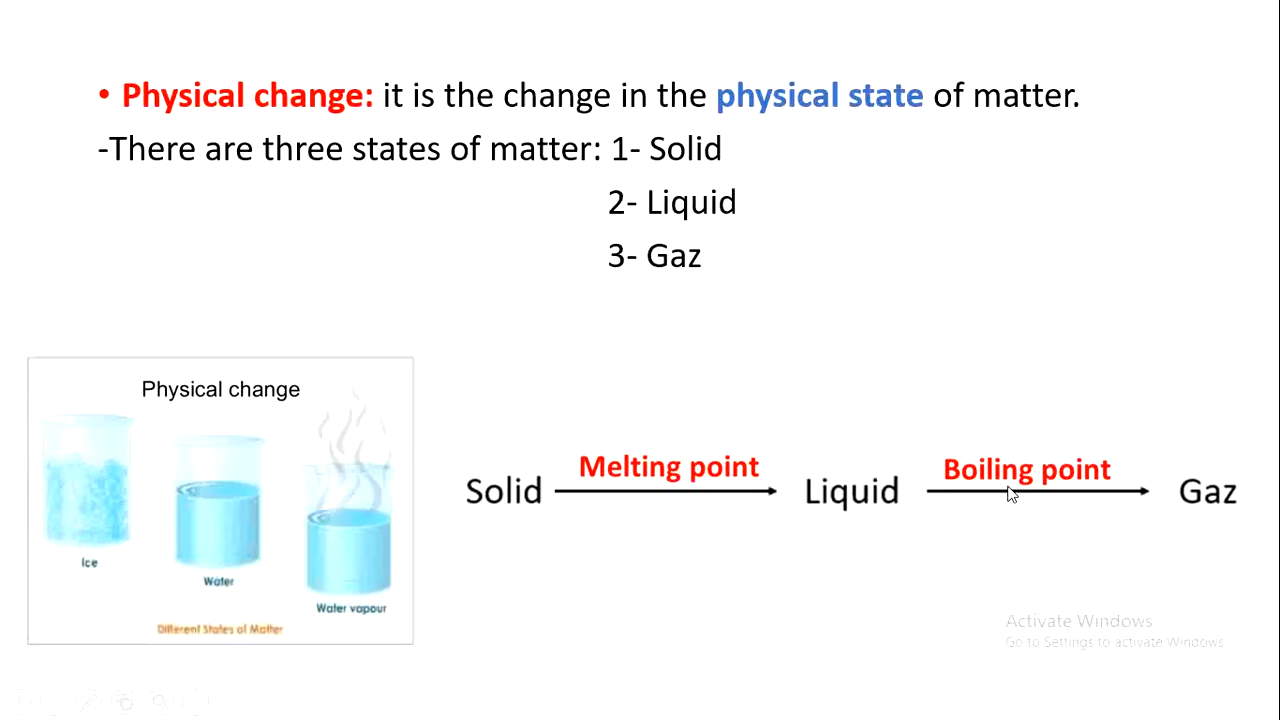 • Physical change: it is the change in the physical state of matter.
-There are three states of matter: 1- Solid
2- Liquid
3- Gaz
Physical change
Ice
Water
Water vapour
Different States of Matter
Solid
Melting point
Liquid
Boiling point
Gaz
Activate Windows
Go to Settings to activate Windows.